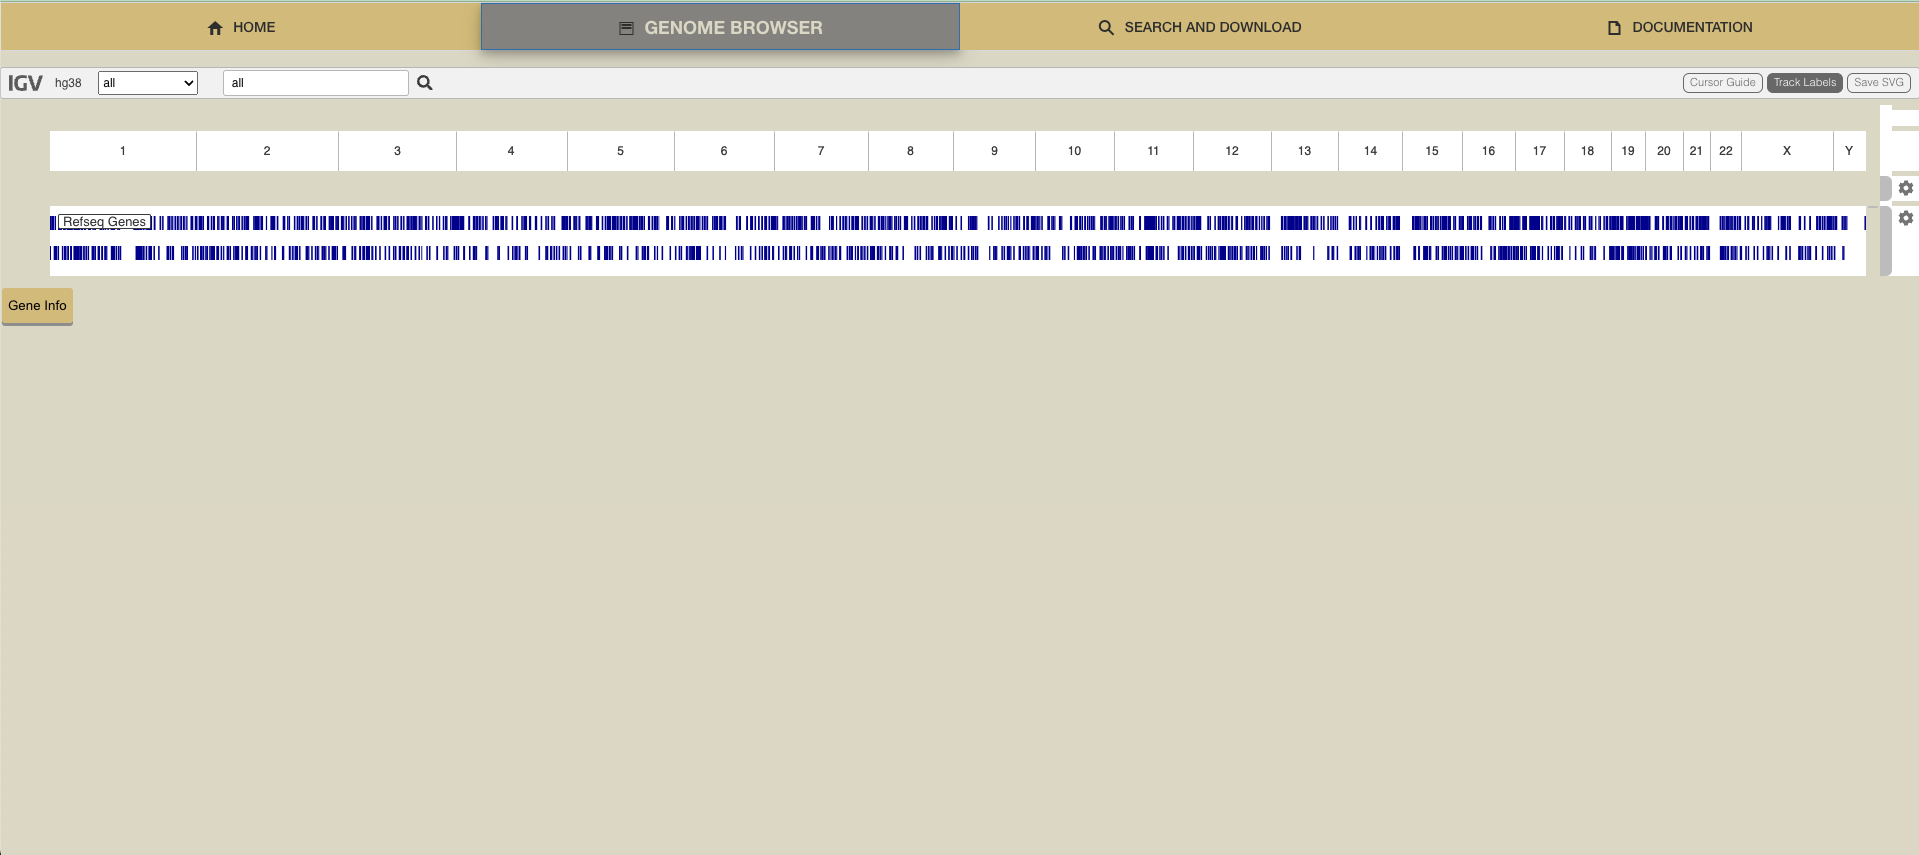 HOME GENOME BROWSER SEARCH AND DOWNLOAD DOCUMENTATION
IGV hg38 all all Cursor Guide Track Labels Save SVG
1 2 3 4 5 6 7 8 9 10 11 12 13 14 15 16 17 18 19 20 21 22 X Y
Refseq Genes
Gene Info